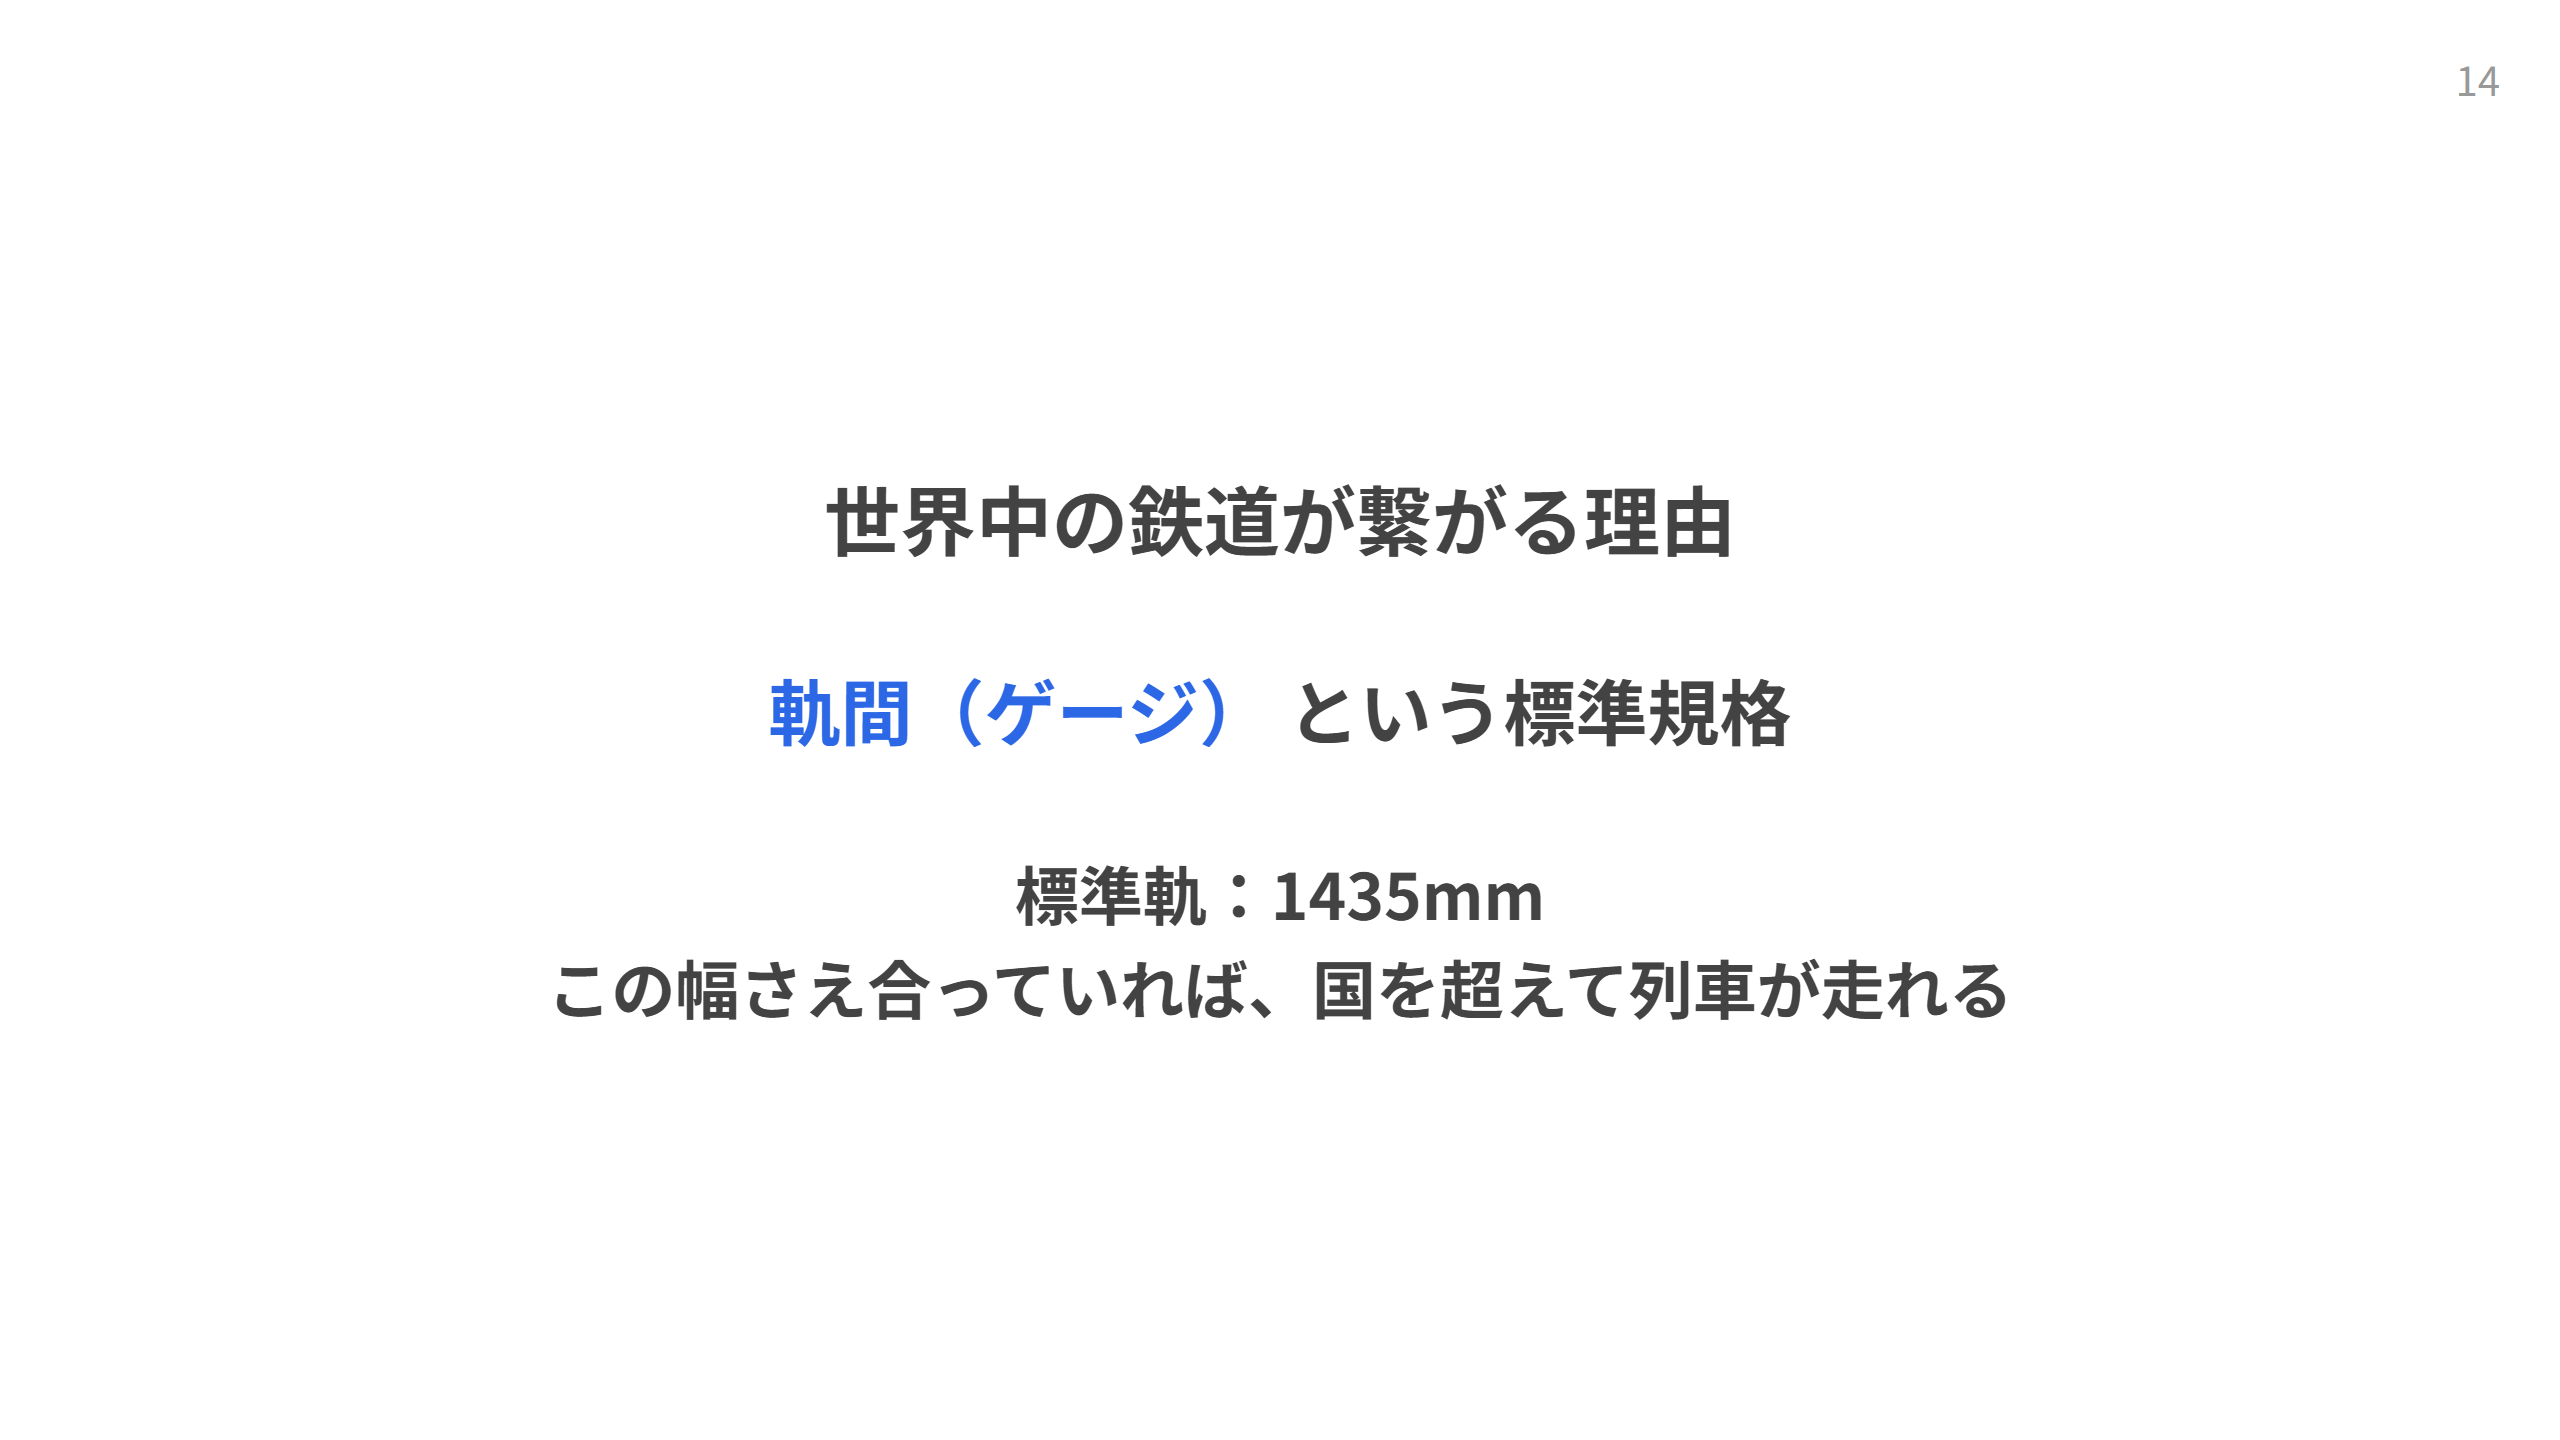 14
世界中の鉄道が繋がる理由
軌間（ゲージ） という標準規格
標準軌：1435mm
この幅さえ合っていれば、国を超えて列車が走れる